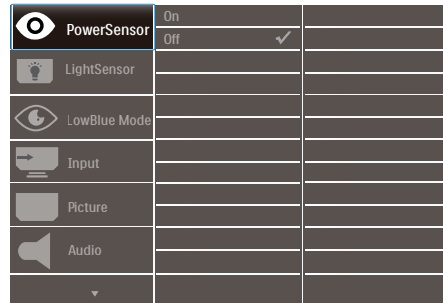 PowerSensor
On
Off
LightSensor
LowBlue Mode
Input
Picture
Audio